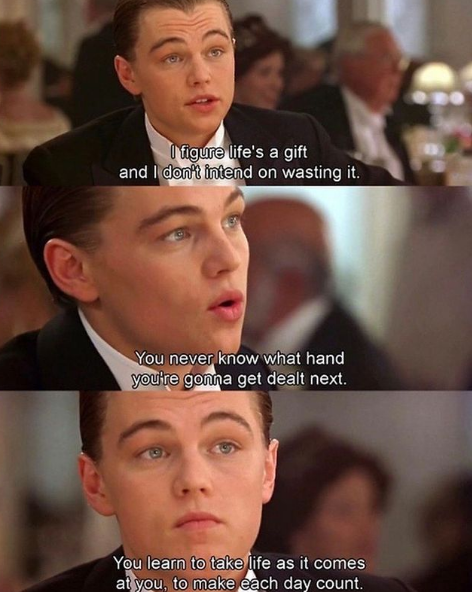 I figure life's a gift
and I don't intend on wasting it.
You never know what hand
you're gonna get dealt next.
You learn to take life as it comes
at you, to make each day count.